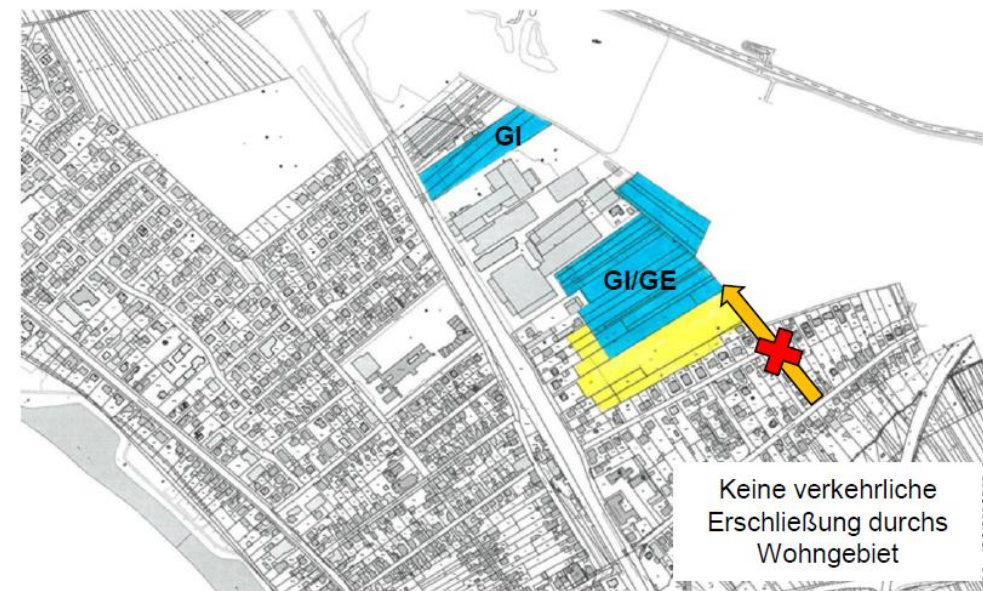 GI
GI/GE
Keine verkehrliche
Erschließung durchs
Wohngebiet